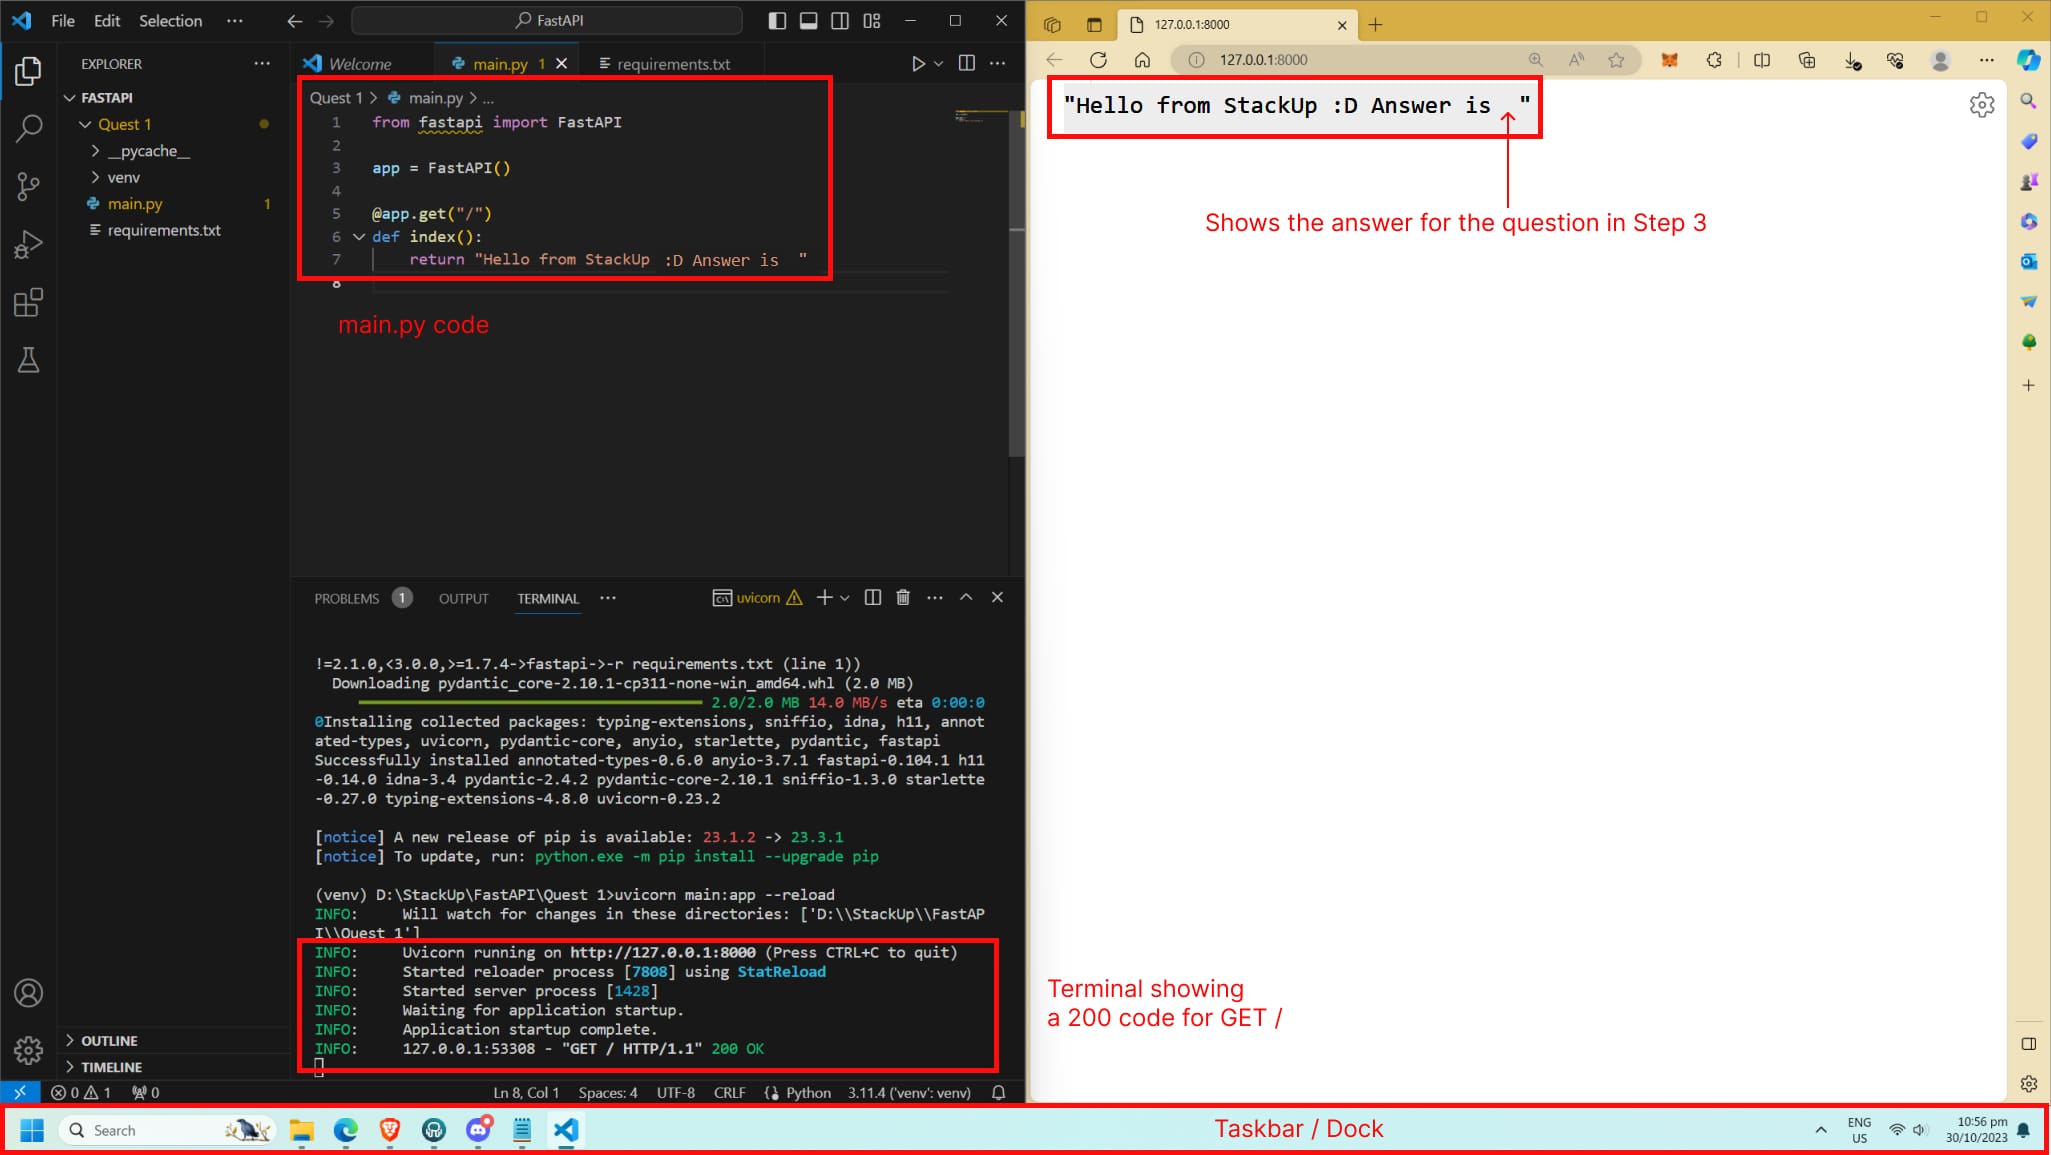 File Edit Selection ··· FastAPI
EXPLORER ···
FASTAPI
Quest 1
__pycache__
venv
main.py 1
requirements.txt
OUTLINE
TIMELINE
Welcome main.py 1 requirements.txt
Quest 1 > main.py > ...
1 from fastapi import FastAPI
2
3 app = FastAPI()
4
5 @app.get("/")
6 def index():
7 return "Hello from StackUp :D Answer is "
8
main.py code
PROBLEMS 1 OUTPUT TERMINAL ··· uvicorn
!=2.1.0,<3.0.0,>=1.7.4->fastapi->-r requirements.txt (line 1))
Downloading pydantic_core-2.10.1-cp311-none-win_amd64.whl (2.0 MB)
2.0/2.0 MB 14.0 MB/s eta 0:00:0
0Installing collected packages: typing-extensions, sniffio, idna, h11, annot
ated-types, uvicorn, pydantic-core, anyio, starlette, pydantic, fastapi
Successfully installed annotated-types-0.6.0 anyio-3.7.1 fastapi-0.104.1 h11
-0.14.0 idna-3.4 pydantic-2.4.2 pydantic-core-2.10.1 sniffio-1.3.0 starlette
-0.27.0 typing-extensions-4.8.0 uvicorn-0.23.2
[notice] A new release of pip is available: 23.1.2 -> 23.3.1
[notice] To update, run: python.exe -m pip install --upgrade pip
(venv) D:\StackUp\FastAPI\Quest 1>uvicorn main:app --reload
INFO: Will watch for changes in these directories: ['D:\\StackUp\\FastAP
I\\Quest 1']
INFO: Uvicorn running on http://127.0.0.1:8000 (Press CTRL+C to quit)
INFO: Started reloader process [7808] using StatReload
INFO: Started server process [1428]
INFO: Waiting for application startup.
INFO: Application startup complete.
INFO: 127.0.0.1:53308 - "GET / HTTP/1.1" 200 OK
0 1 0 Ln 8, Col 1 Spaces: 4 UTF-8 CRLF Python 3.11.4 ('venv': venv)
127.0.0.1:8000
127.0.0.1:8000
"Hello from StackUp :D Answer is "
Shows the answer for the question in Step 3
Terminal showing
a 200 code for GET /
Search
Taskbar / Dock
ENG
US
10:56 pm
30/10/2023